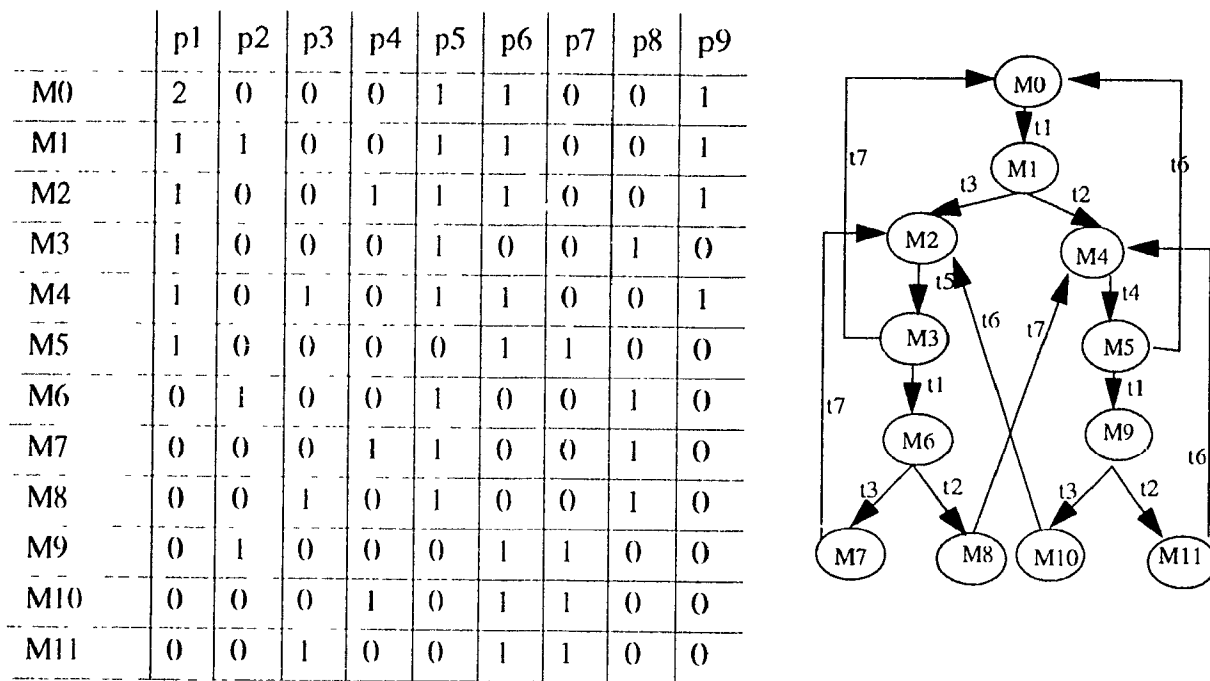 p1 p2 p3 p4 p5 p6 p7 p8 p9
M0 2 0 0 0 1 1 0 0 1
M1 1 1 0 0 1 1 0 0 1
M2 1 0 0 1 1 1 0 0 1
M3 1 0 0 0 1 0 0 1 0
M4 1 0 1 0 1 1 0 0 1
M5 1 0 0 0 0 1 1 0 0
M6 0 1 0 0 1 0 0 1 0
M7 0 0 0 1 1 0 0 1 0
M8 0 0 1 0 1 0 0 1 0
M9 0 1 0 0 0 1 1 0 0
M10 0 0 0 1 0 1 1 0 0
M11 0 0 1 0 0 1 1 0 0
M0
t1
t7
M1
t6
t3
t2
M2
M4
t5
t4
t6
t7
M3
M5
t1
t1
t7
M6
M9
t6
t3
t2
t3
t2
M7
M8
M10
M11